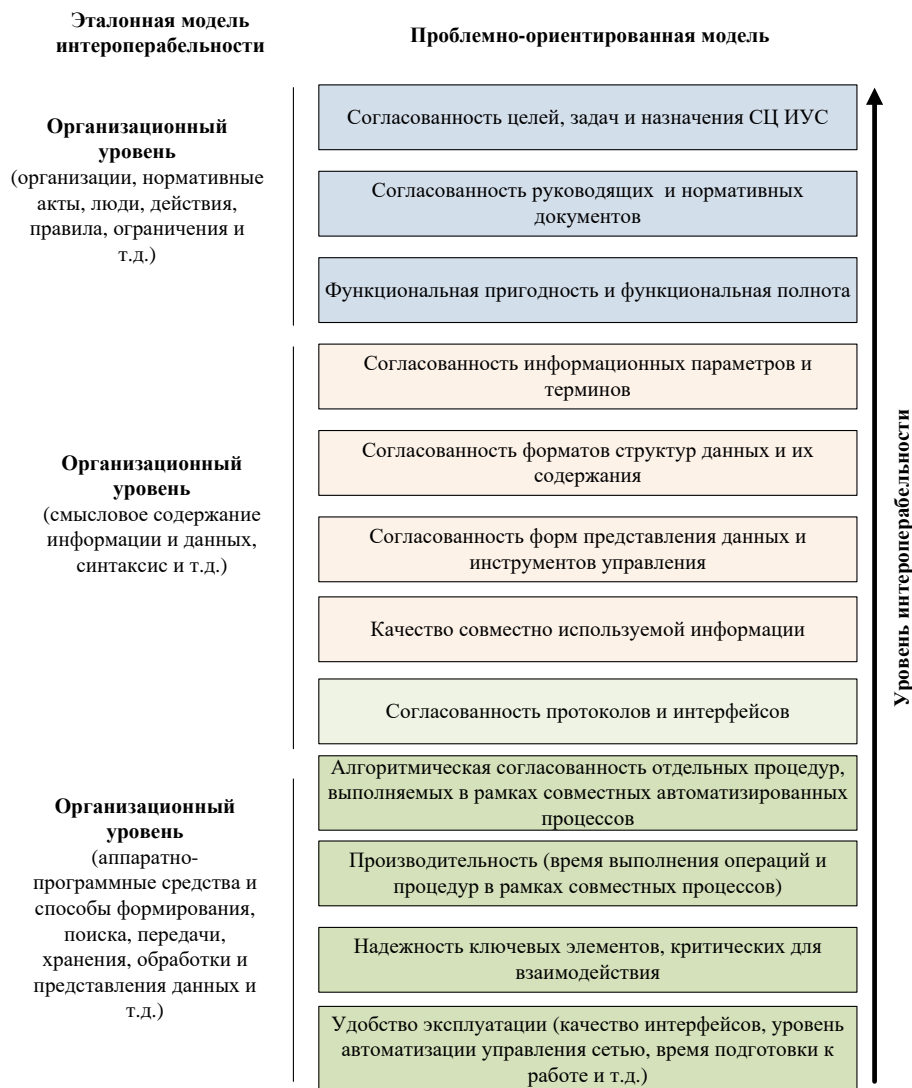 Эталонная модель
интероперабельности
Проблемно-ориентированная модель
Организационный
уровень
(организации, нормативные
акты, люди, действия,
правила, ограничения и
т.д.)
Согласованность целей, задач и назначения СЦ ИУС
Согласованность руководящих и нормативных
документов
Функциональная пригодность и функциональная полнота
Организационный
уровень
(смысловое содержание
информации и данных,
синтаксис и т.д.)
Согласованность информационных параметров и
терминов
Согласованность форматов структур данных и их
содержания
Согласованность форм представления данных и
инструментов управления
Качество совместно используемой информации
Согласованность протоколов и интерфейсов
Организационный
уровень
(аппаратно-
программные средства и
способы формирования,
поиска, передачи,
хранения, обработки и
представления данных и
т.д.)
Алгоритмическая согласованность отдельных процедур,
выполняемых в рамках совместных автоматизированных
процессов
Производительность (время выполнения операций и
процедур в рамках совместных процессов)
Надежность ключевых элементов, критических для
взаимодействия
Удобство эксплуатации (качество интерфейсов, уровень
автоматизации управления сетью, время подготовки к
работе и т.д.)
Уровень интероперабельности